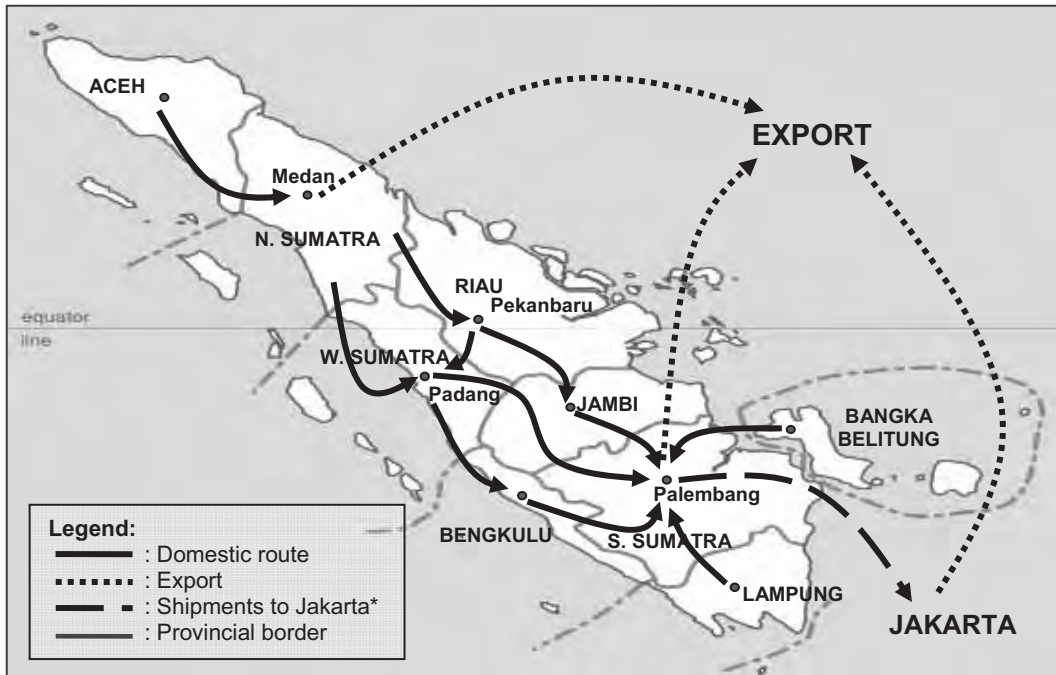 ACEH
EXPORT
Medan
N. SUMATRA
RIAU
Pekanbaru
equator
line
W. SUMATRA
Padang
JAMBI
BANGKA
BELITUNG
Palembang
BENGKULU
S. SUMATRA
LAMPUNG
JAKARTA
Legend:
: Domestic route
: Export
: Shipments to Jakarta*
: Provincial border